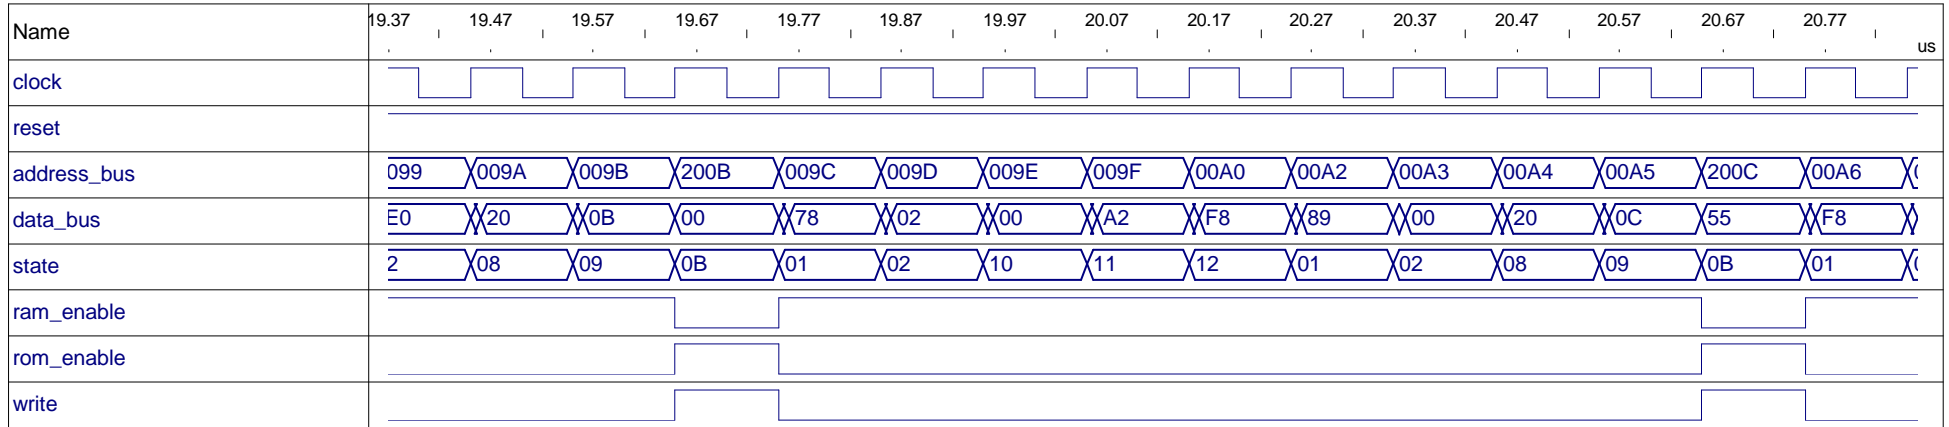 Name 19.37 19.47 19.57 19.67 19.77 19.87 19.97 20.07 20.17 20.27 20.37 20.47 20.57 20.67 20.77 us
clock
reset
address_bus 099 009A 009B 200B 009C 009D 009E 009F 00A0 00A2 00A3 00A4 00A5 200C 00A6
data_bus E0 20 0B 00 78 02 00 A2 F8 89 00 20 0C 55 F8
state 2 08 09 0B 01 02 10 11 12 01 02 08 09 0B 01
ram_enable
rom_enable
write